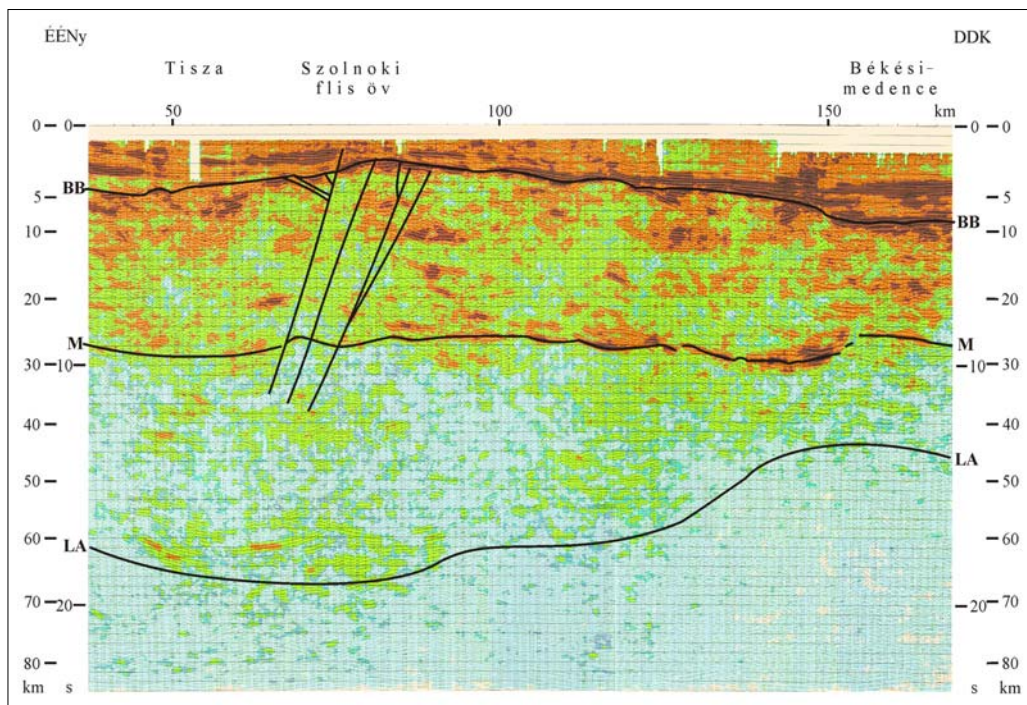 ÉÉNy DDK
Tisza Szolnoki Békési-
flis öv medence
50 100 150 km
0 0 0 0
BB
5 5
BB
10 10
20 20
M M
30 10 10 30
40 40
LA
50 50
60 60
LA
70 20 20 70
80 80
km s s km